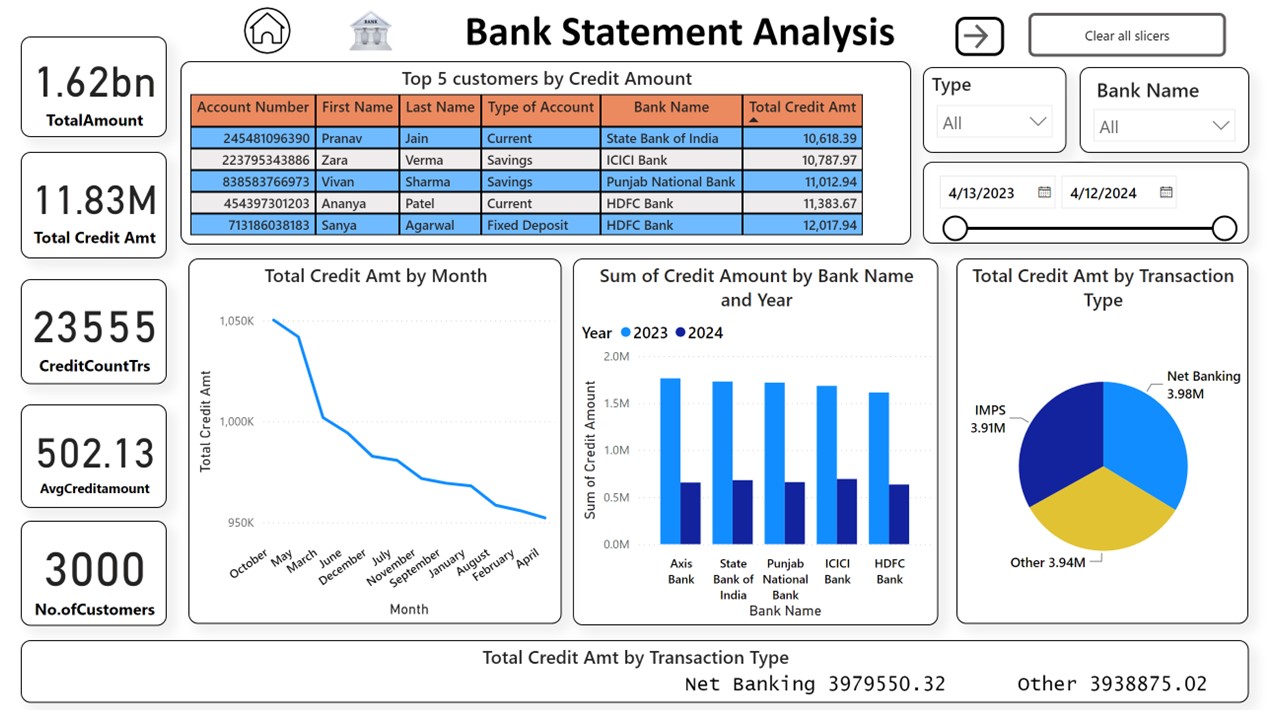 BANK
Bank Statement Analysis
Clear all slicers
1.62bn
TotalAmount
11.83M
Total Credit Amt
23555
CreditCountTrs
502.13
AvgCreditamount
3000
No.ofCustomers
Top 5 customers by Credit Amount
Account Number First Name Last Name Type of Account Bank Name Total Credit Amt
245481096390 Pranav Jain Current State Bank of India 10,618.39
223795343886 Zara Verma Savings ICICI Bank 10,787.97
838583766973 Vivan Sharma Savings Punjab National Bank 11,012.94
454397301203 Ananya Patel Current HDFC Bank 11,383.67
713186038183 Sanya Agarwal Fixed Deposit HDFC Bank 12,017.94
Type
All
Bank Name
All
4/13/2023 4/12/2024
Total Credit Amt by Month
Total Credit Amt
1,050K
1,000K
950K
October May March June December July November September January August February April
Month
Sum of Credit Amount by Bank Name
and Year
Year 2023 2024
Sum of Credit Amount
2.0M
1.5M
1.0M
0.5M
0.0M
Axis Bank State Bank of India Punjab National Bank ICICI Bank HDFC Bank
Bank Name
Total Credit Amt by Transaction
Type
Net Banking
3.98M
IMPS
3.91M
Other 3.94M
Total Credit Amt by Transaction Type
Net Banking 3979550.32 Other 3938875.02